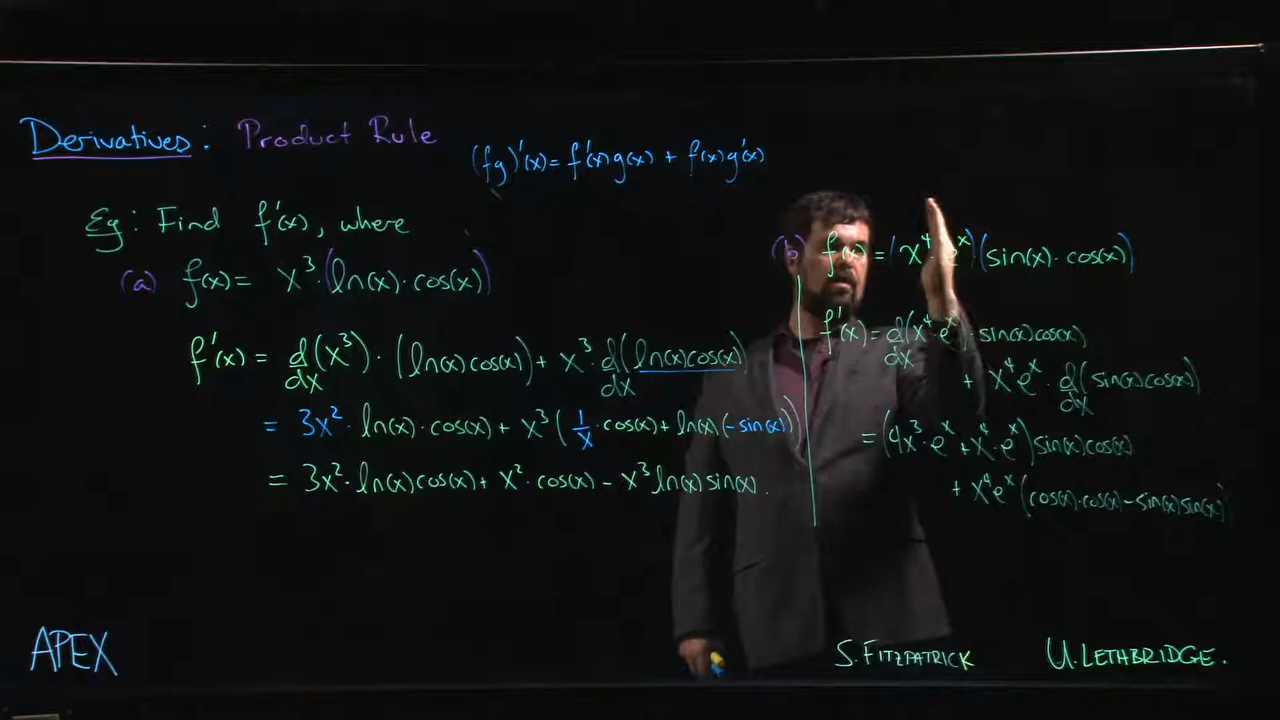 Derivatives: Product Rule
(fg)'(x) = f'(x)g(x) + f(x)g'(x)
Eg: Find f'(x), where
(a) f(x) = x³·(ln(x)·cos(x))
f'(x) = d/dx(x³)·(ln(x)cos(x)) + x³ d/dx(ln(x)cos(x))
= 3x²·ln(x)·cos(x) + x³(1/x·cos(x) + ln(x)(-sin(x)))
= 3x²·ln(x)cos(x) + x²·cos(x) - x³ln(x)sin(x).
(b) f(x) = (x⁴·eˣ)(sin(x)·cos(x))
f'(x) = d/dx(x⁴·eˣ)·sin(x)cos(x)
+ x⁴eˣ·d/dx(sin(x)cos(x))
= (4x³·eˣ + x⁴·eˣ)sin(x)cos(x)
+ x⁴eˣ(cos(x)·cos(x) - sin(x)sin(x))
APEX
S. FITZPATRICK
U. LETHBRIDGE.